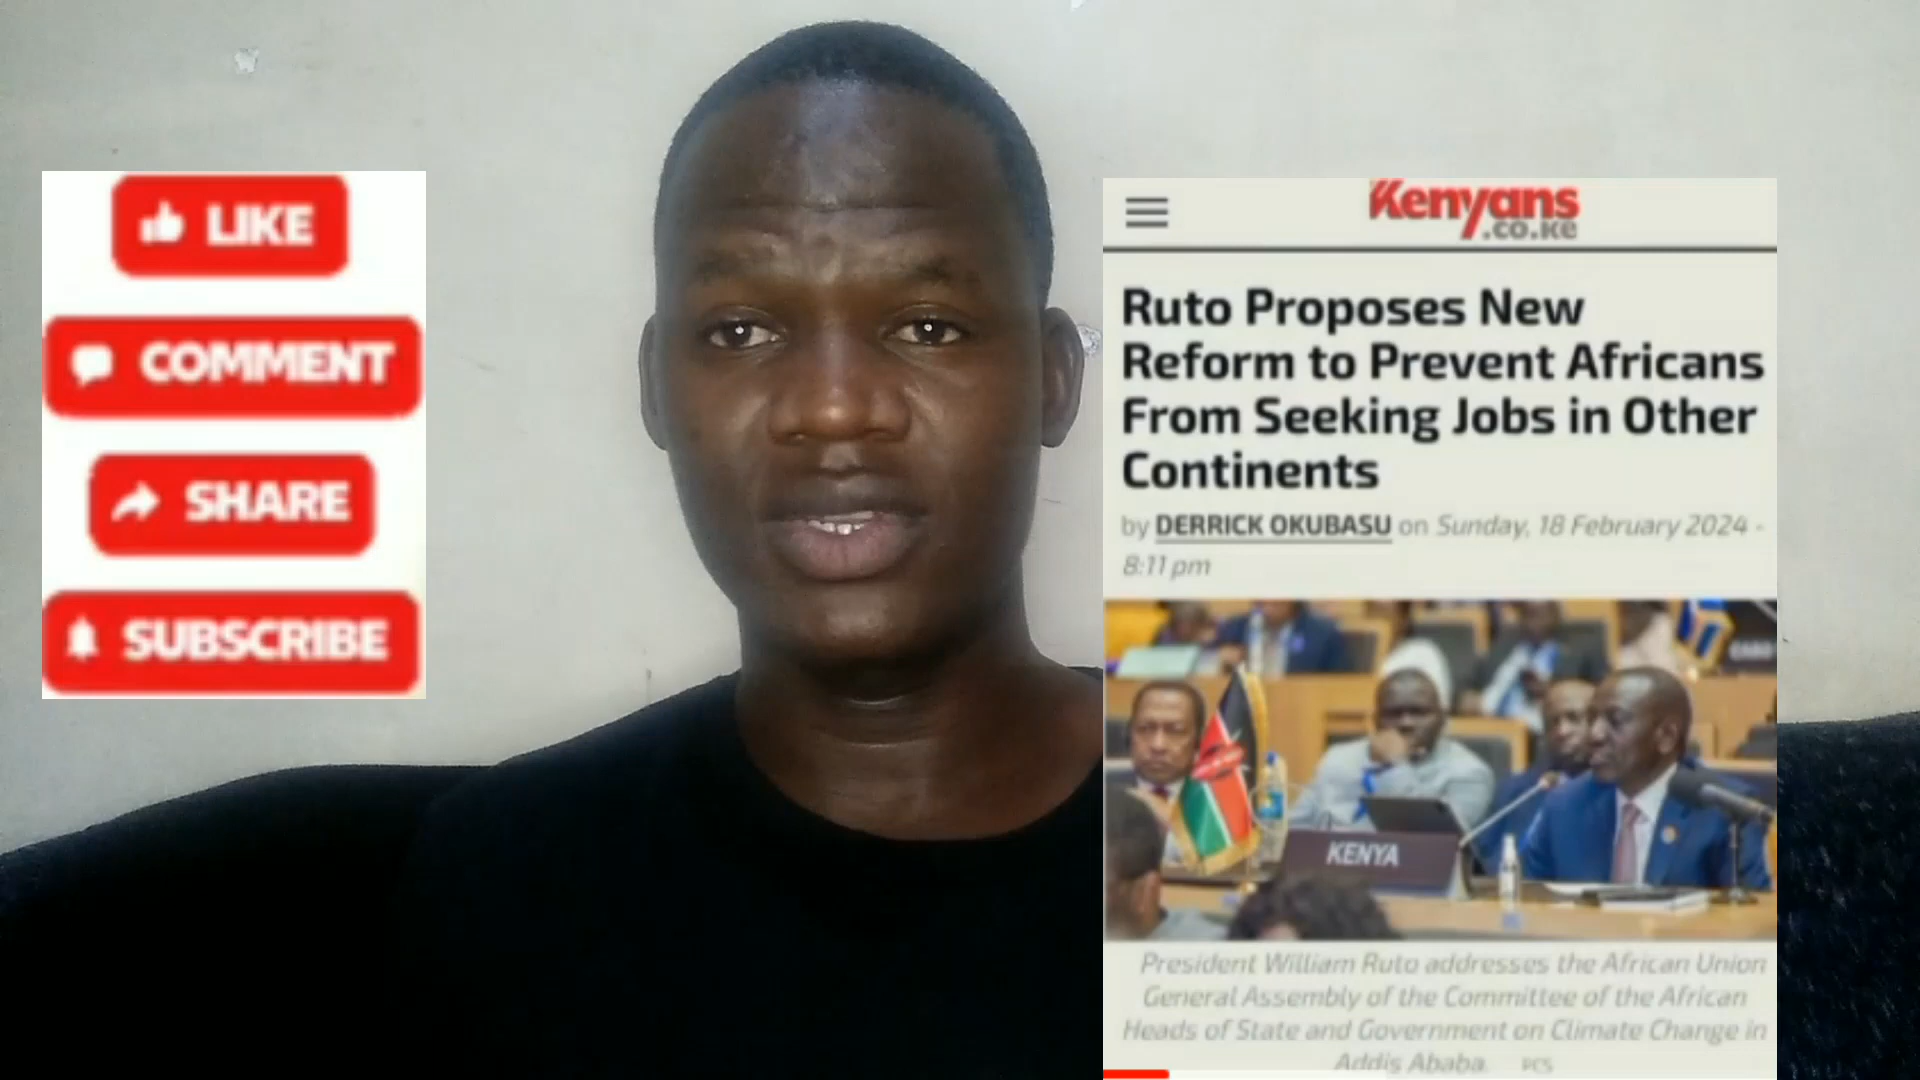 LIKE
COMMENT
SHARE
SUBSCRIBE
Kenyans
.co.ke
Ruto Proposes New
Reform to Prevent Africans
From Seeking Jobs in Other
Continents
by DERRICK OKUBASU on Sunday, 18 February 2024 -
8:11 pm
KENYA
President William Ruto addresses the African Union
General Assembly of the Committee of the African
Heads of State and Government on Climate Change in
Addis Ababa. PCS